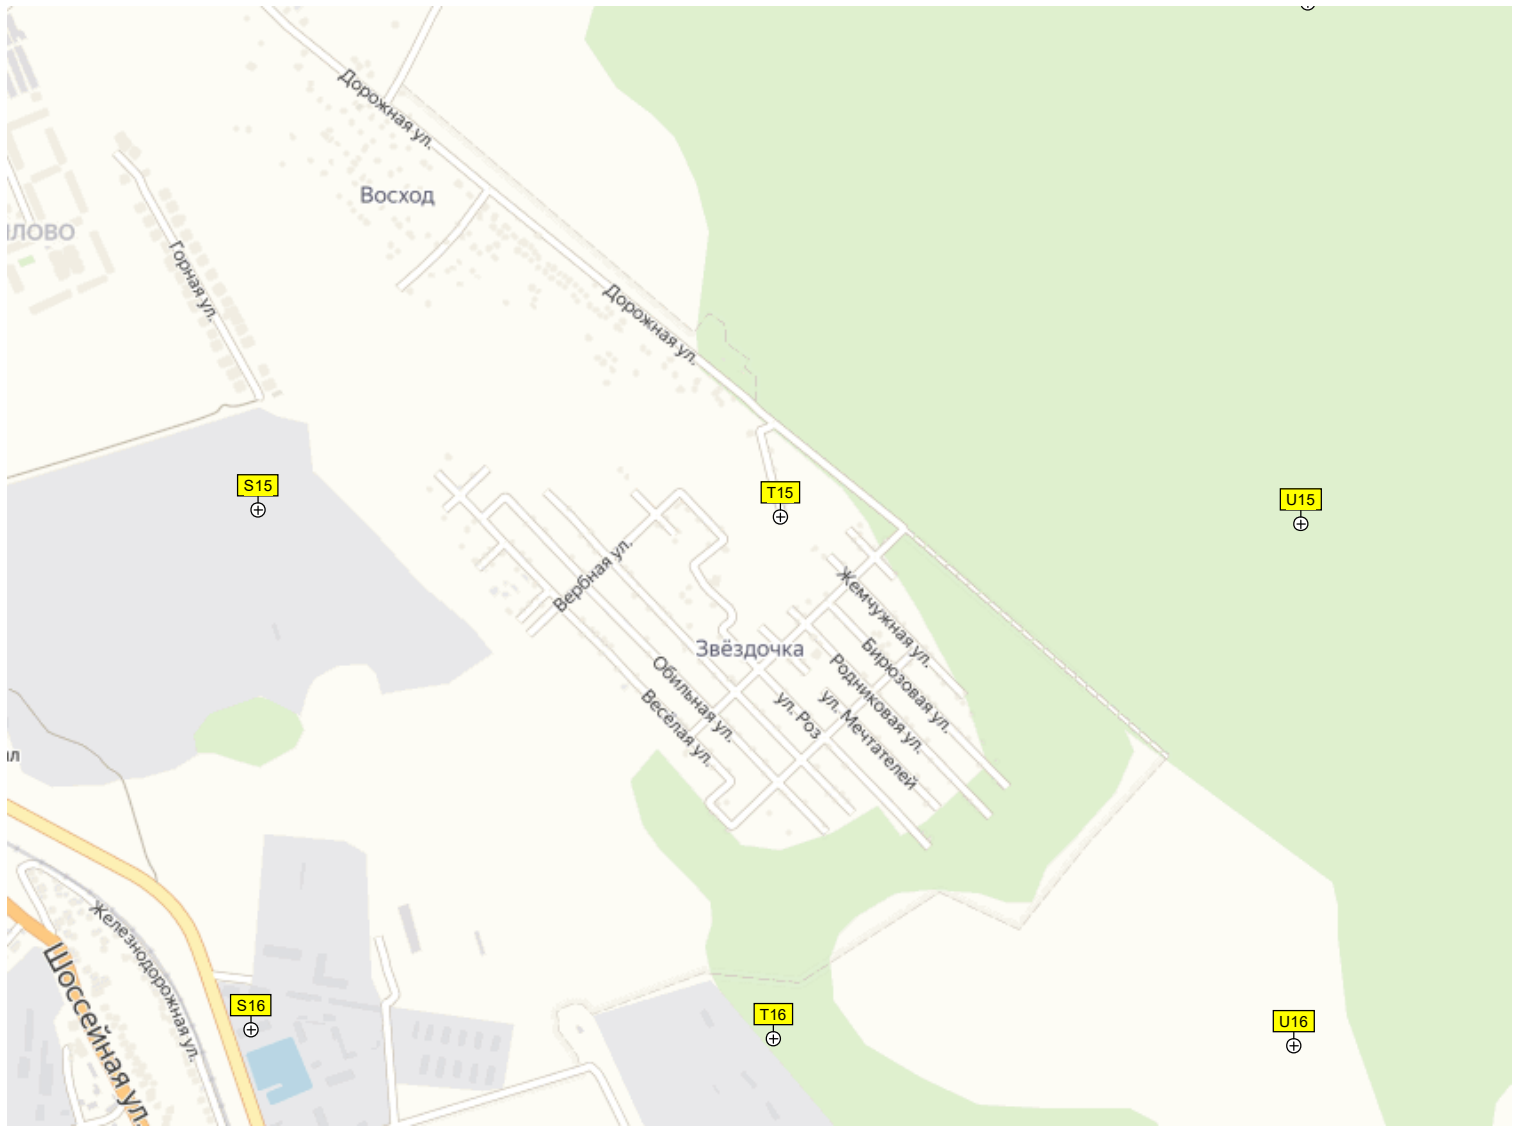 Дорожная ул.
Восход
Горная ул.
Дорожная ул.
S15
T15
U15
Вербная ул.
Жемчужная ул.
Звёздочка
Бирюзовая ул.
Родниковая ул.
Обильная ул.
ул. Мечтателей
ул. Роз
Весёлая ул.
Железнодорожная ул.
Шоссейная ул.
S16
T16
U16